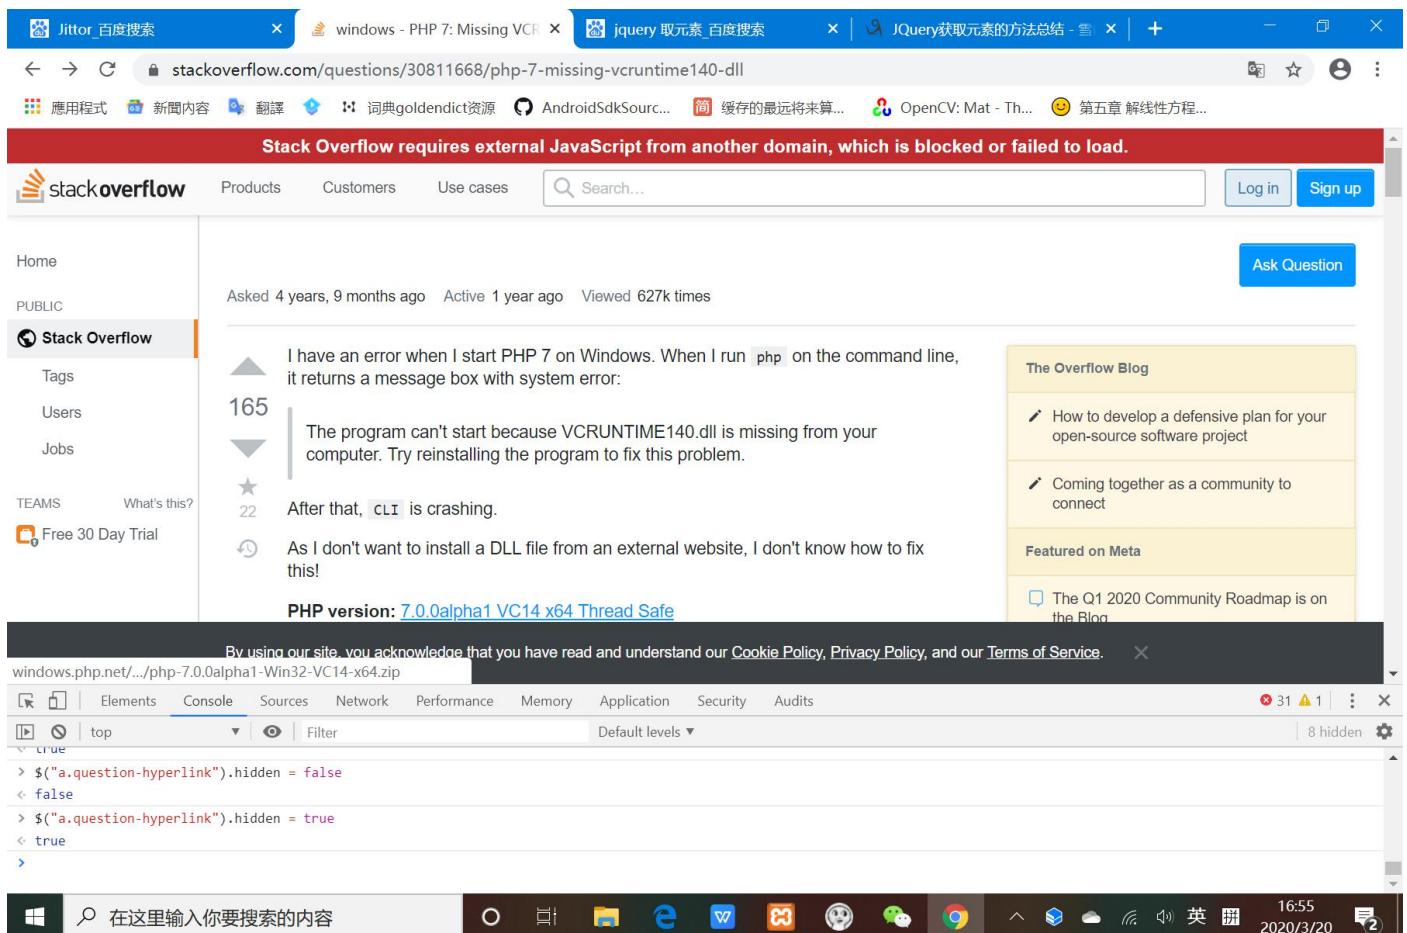 Jittor_百度搜索
windows - PHP 7: Missing VCR
jquery 取元素_百度搜索
JQuery获取元素的方法总结 - 雪
stackoverflow.com/questions/30811668/php-7-missing-vcruntime140-dll
應用程式 新聞內容 翻譯 词典goldendict资源 AndroidSdkSourc... 缓存的最远将来算... OpenCV: Mat - Th... 第五章 解线性方程...
Stack Overflow requires external JavaScript from another domain, which is blocked or failed to load.
stackoverflow Products Customers Use cases Search... Log in Sign up
Home
Ask Question
Asked 4 years, 9 months ago Active 1 year ago Viewed 627k times
PUBLIC
Stack Overflow
Tags
Users
Jobs
TEAMS What's this?
Free 30 Day Trial
165
22
I have an error when I start PHP 7 on Windows. When I run php on the command line,
it returns a message box with system error:
The program can't start because VCRUNTIME140.dll is missing from your
computer. Try reinstalling the program to fix this problem.
After that, CLI is crashing.
As I don't want to install a DLL file from an external website, I don't know how to fix
this!
PHP version: 7.0.0alpha1 VC14 x64 Thread Safe
The Overflow Blog
How to develop a defensive plan for your
open-source software project
Coming together as a community to
connect
Featured on Meta
The Q1 2020 Community Roadmap is on
the Blog
By using our site, you acknowledge that you have read and understand our Cookie Policy, Privacy Policy, and our Terms of Service.
windows.php.net/.../php-7.0.0alpha1-Win32-VC14-x64.zip
Elements Console Sources Network Performance Memory Application Security Audits 31 1
top Filter Default levels 8 hidden
true
> $("a.question-hyperlink").hidden = false
false
> $("a.question-hyperlink").hidden = true
true
>
在这里输入你要搜索的内容
英
16:55
2020/3/20
2